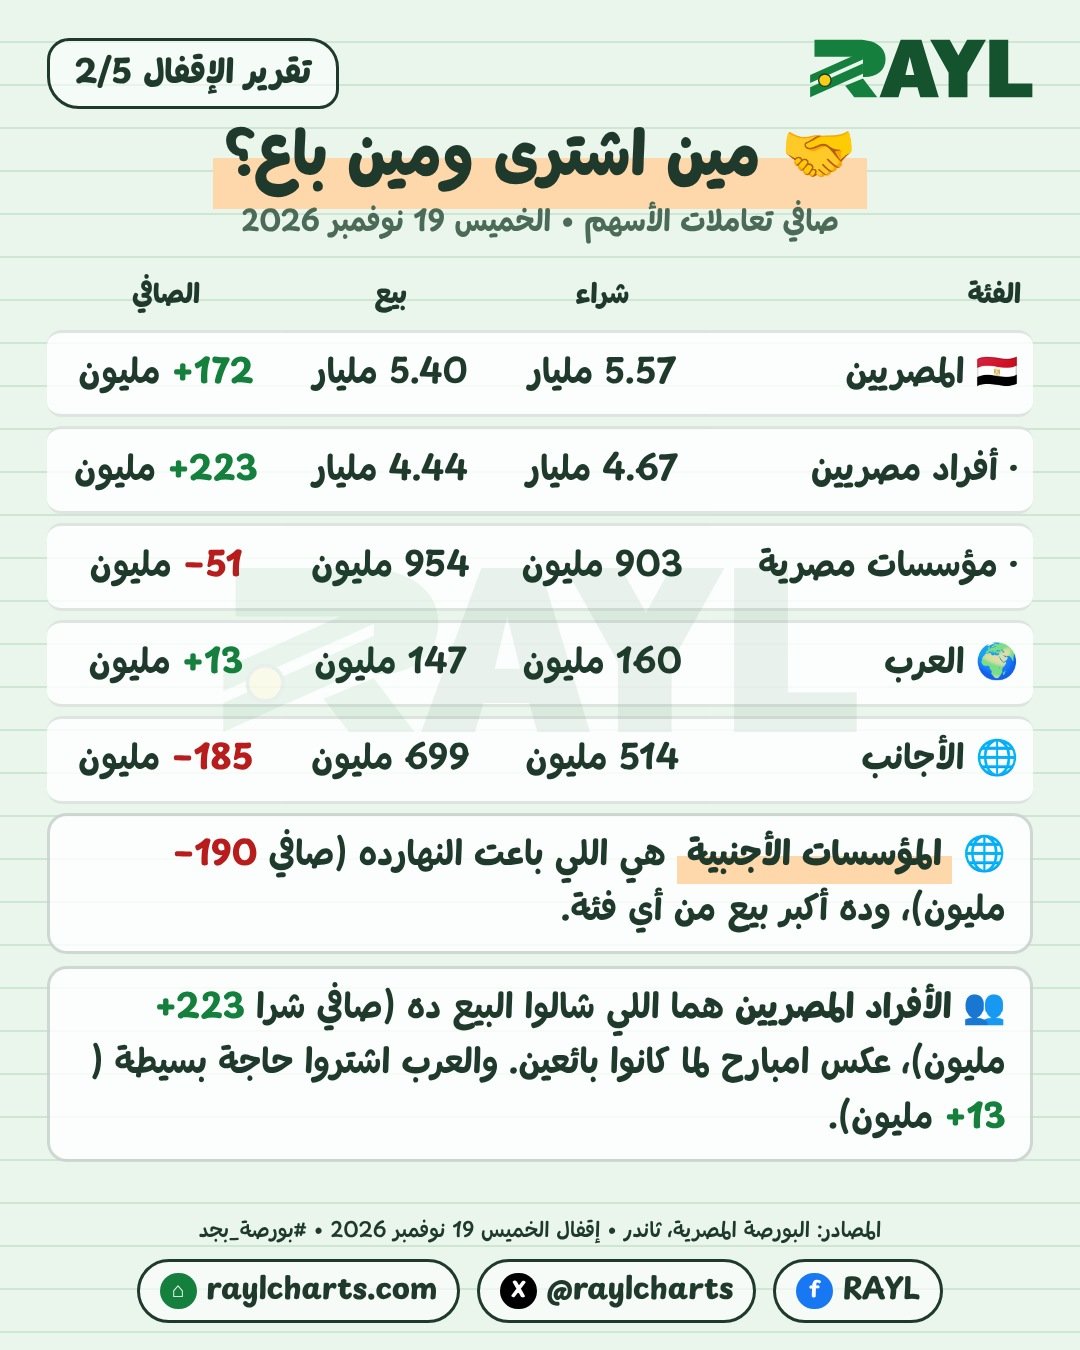 RAYL
تقرير الإقفال 2/5
🤝 مين اشترى ومين باع؟
صافي تعاملات الأسهم • الخميس 19 نوفمبر 2026
الفئة شراء بيع الصافي
🇪🇬 المصريين 5.57 مليار 5.40 مليار +172 مليون
· أفراد مصريين 4.67 مليار 4.44 مليار +223 مليون
· مؤسسات مصرية 903 مليون 954 مليون −51 مليون
🌍 العرب 160 مليون 147 مليون +13 مليون
🌐 الأجانب 514 مليون 699 مليون −185 مليون
RAYL
🌐 المؤسسات الأجنبية هي اللي باعت النهارده (صافي −190
مليون)، وده أكبر بيع من أي فئة.
👥 الأفراد المصريين هما اللي شالوا البيع ده (صافي شرا +223
مليون)، عكس امبارح لما كانوا بائعين. والعرب اشتروا حاجة بسيطة (
+13 مليون).
المصادر: البورصة المصرية، ثاندر • إقفال الخميس 19 نوفمبر 2026 • #بورصة_بجد
RAYL
@raylcharts
raylcharts.com